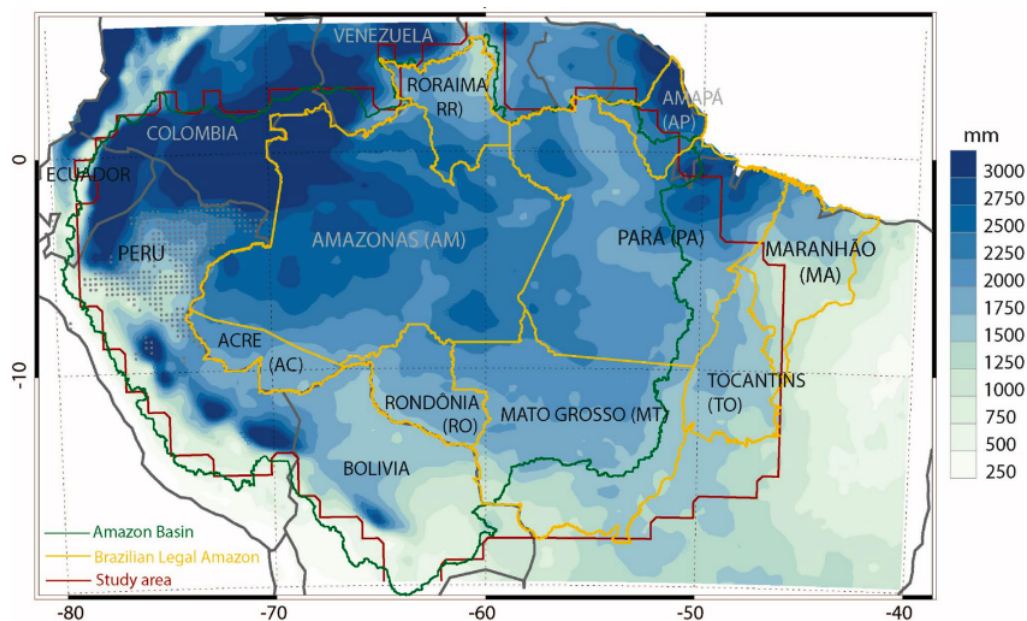 VENEZUELA
RORAIMA
RR)
AMAPÁ
(AP)
COLOMBIA
mm
0
ECUADOR
3000
2750
2500
2250
2000
1750
1500
1250
1000
750
500
250
PERU
AMAZONAS (AM)
PARÁ (PA)
MARANHÃO
(MA)
ACRE
(AC)
-10
RONDÔNIA
(RO)
MATO GROSSO (MT)
TOCANTINS
(TO)
BOLIVIA
Amazon Basin
Brazilian Legal Amazon
Study area
-80
-70
-60
-50
-40